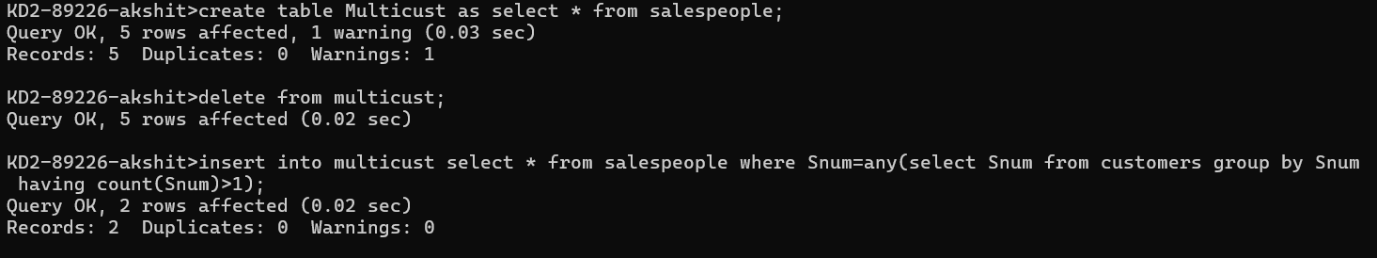 KD2-89226-akshit>create table Multicust as select * from salespeople;
Query OK, 5 rows affected, 1 warning (0.03 sec)
Records: 5  Duplicates: 0  Warnings: 1
KD2-89226-akshit>delete from multicust;
Query OK, 5 rows affected (0.02 sec)
KD2-89226-akshit>insert into multicust select * from salespeople where Snum=any(select Snum from customers group by Snum
 having count(Snum)>1);
Query OK, 2 rows affected (0.02 sec)
Records: 2  Duplicates: 0  Warnings: 0